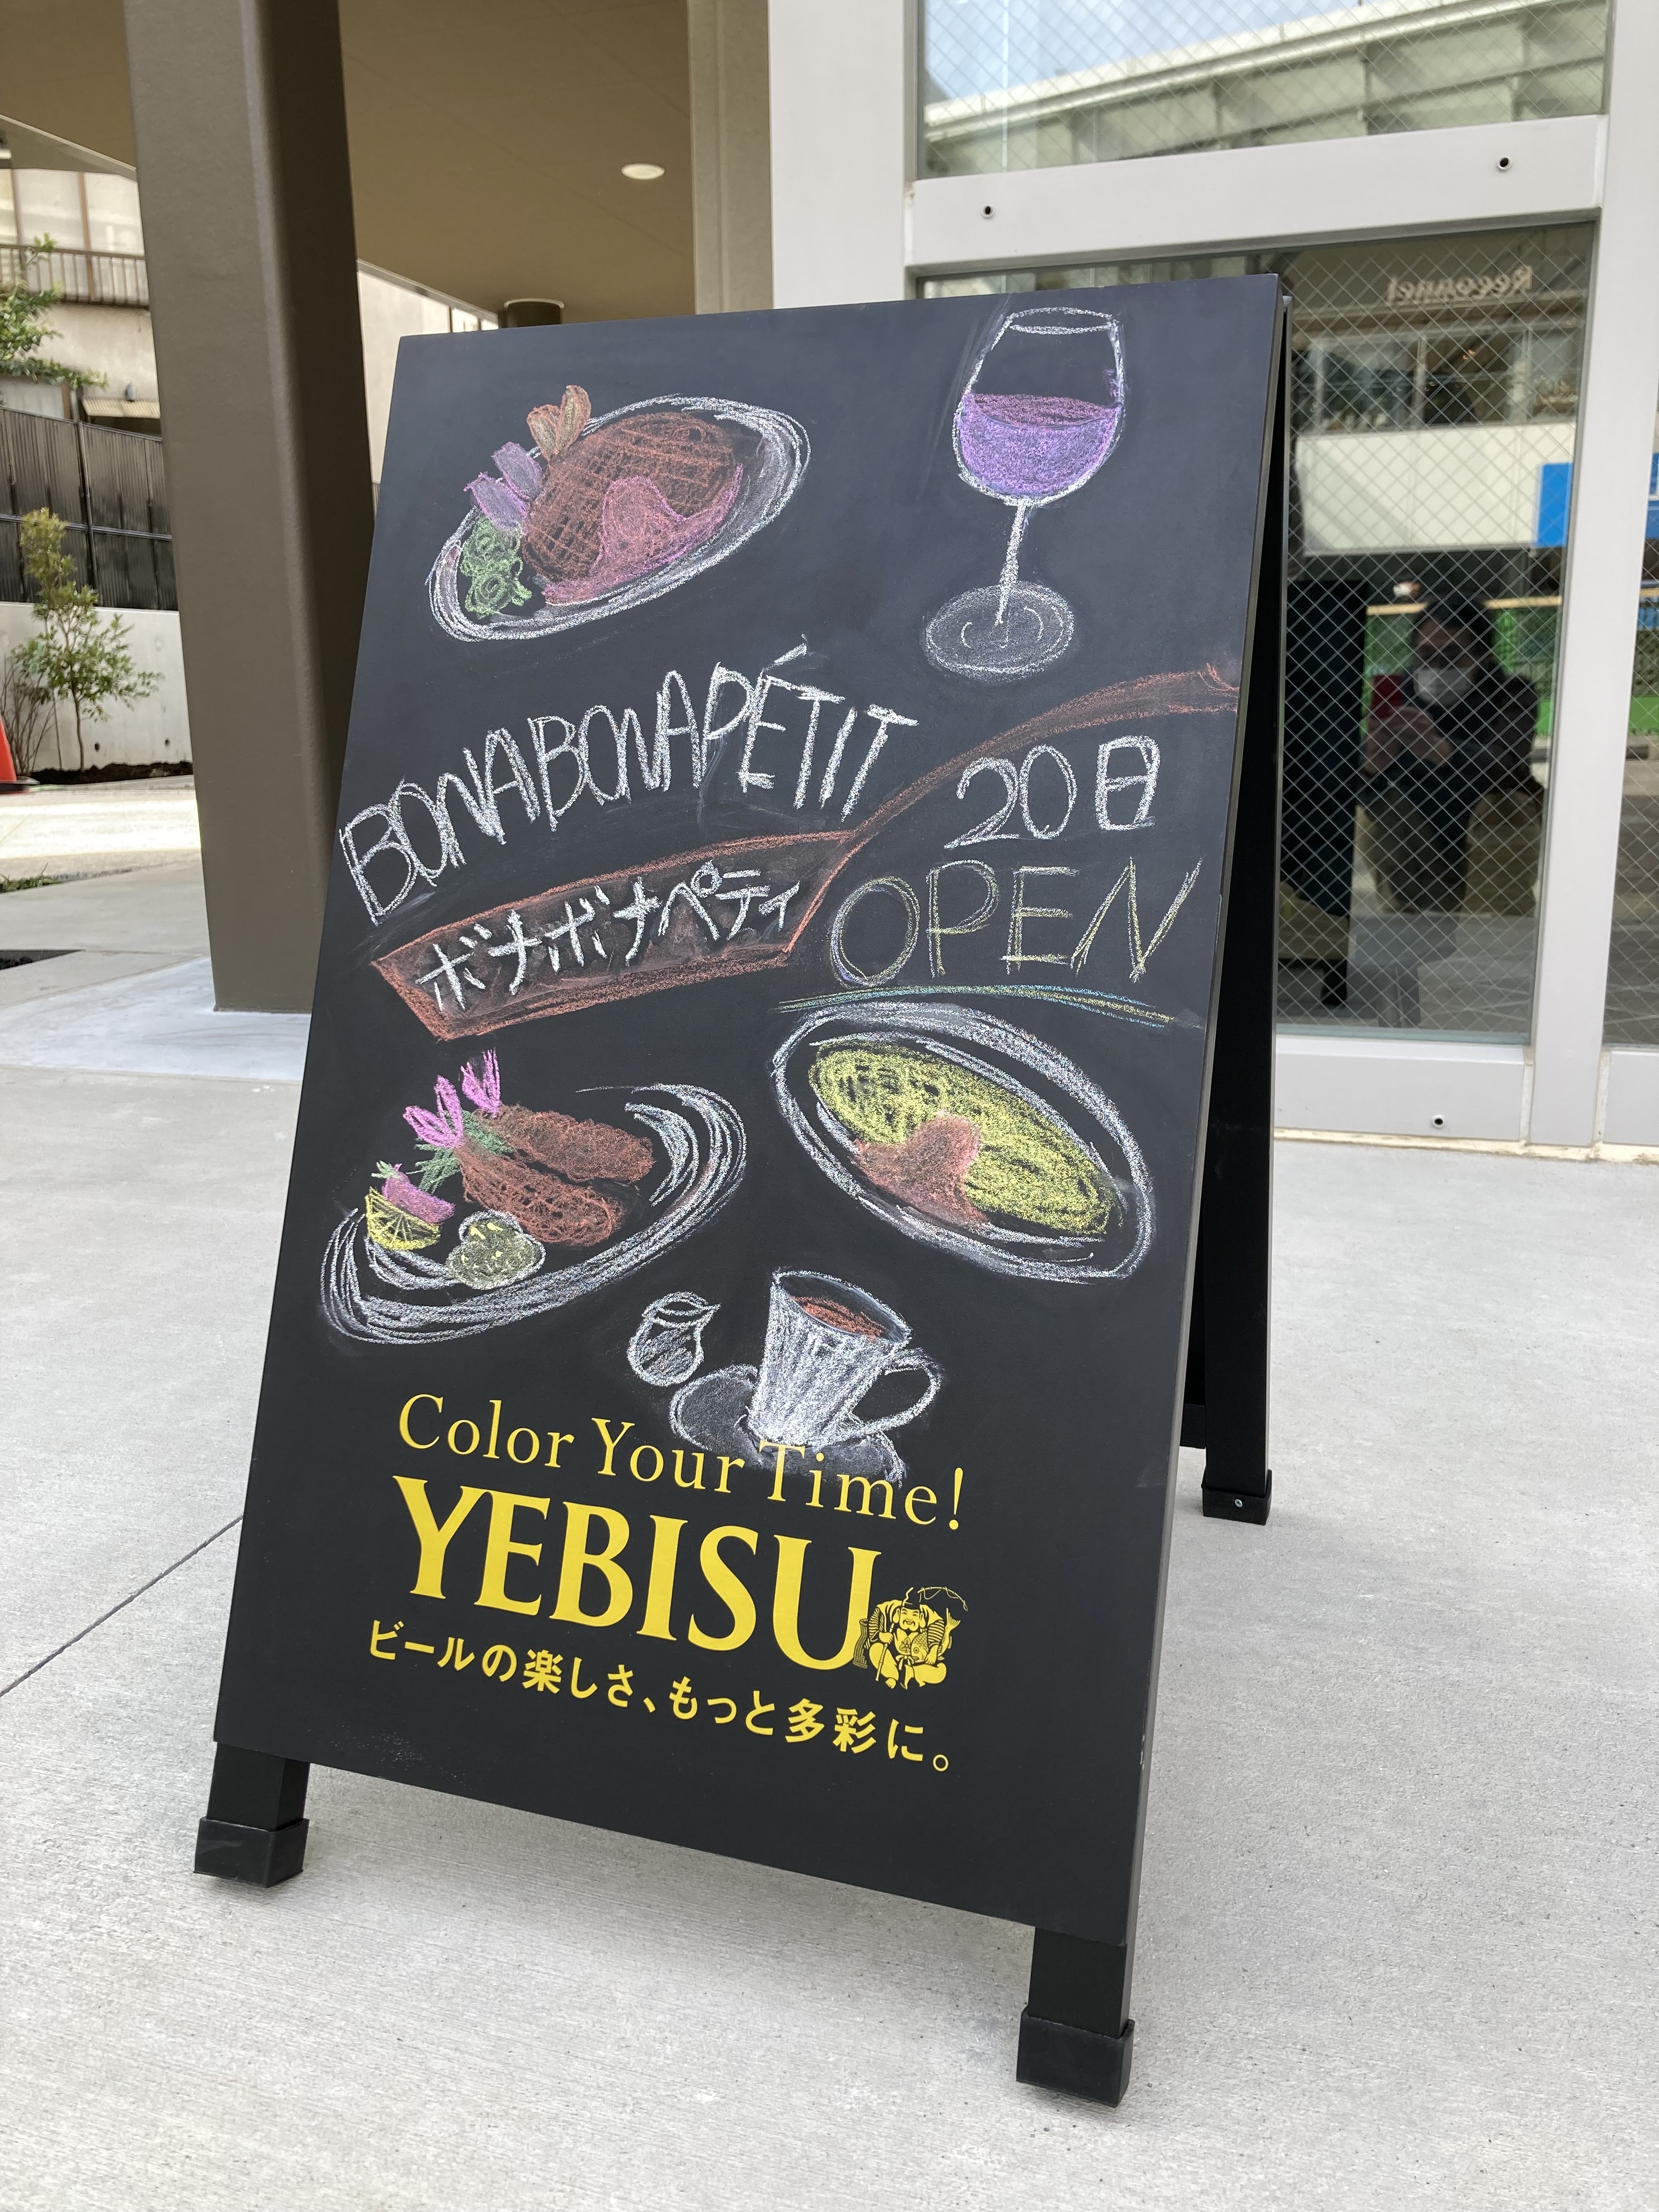 Reconnel
BONABONAPÉTIT
ボナボナペティ
20日
OPEN
Color Your Time!
YEBISU
ビールの楽しさ、もっと多彩に。